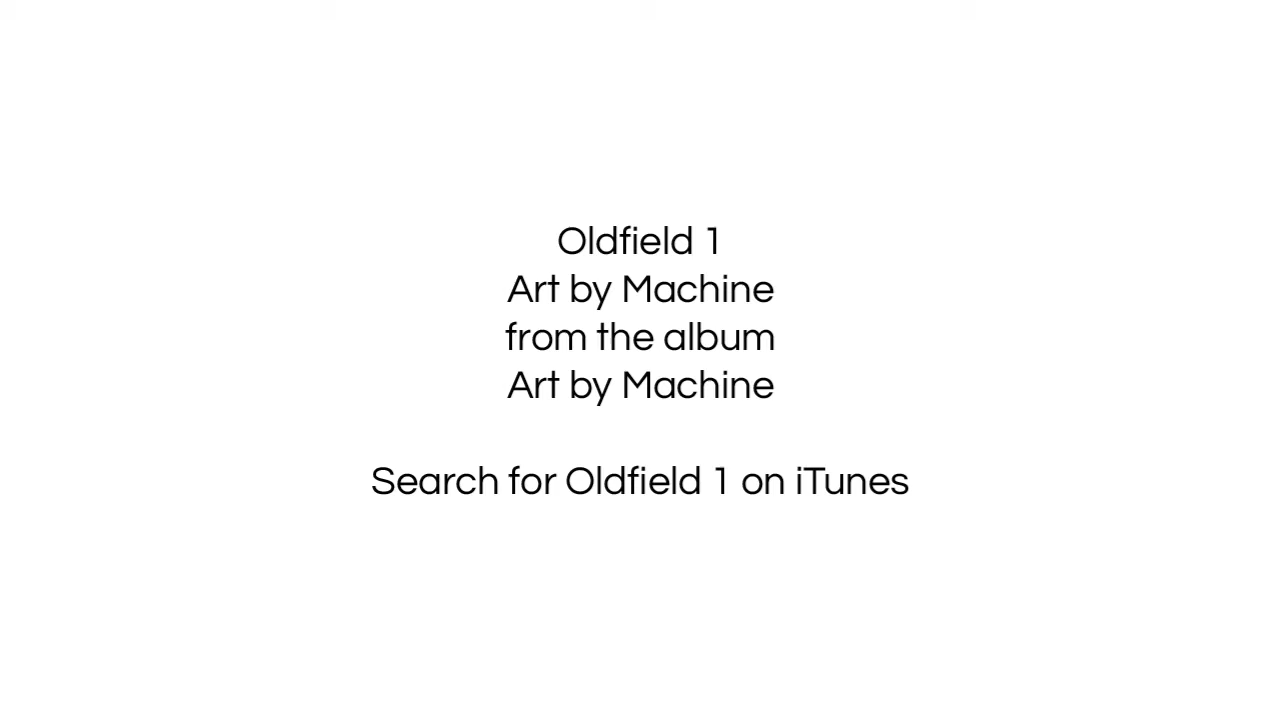 Oldfield 1
Art by Machine
from the album
Art by Machine
Search for Oldfield 1 on iTunes